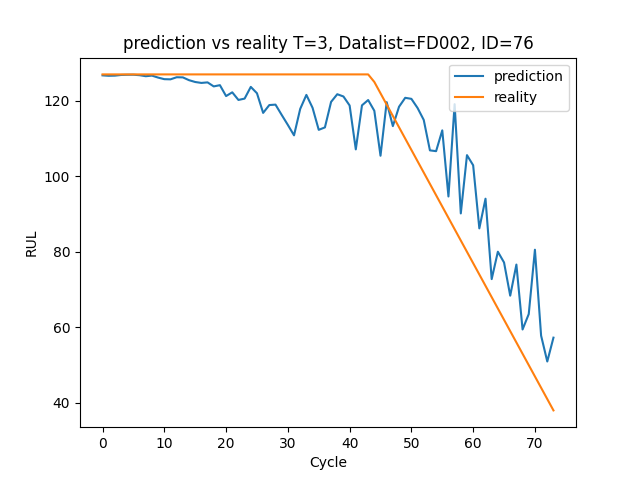 prediction vs reality T=3, Datalist=FD002, ID=76
prediction
reality
120
100
80
60
40
RUL
0 10 20 30 40 50 60 70
Cycle